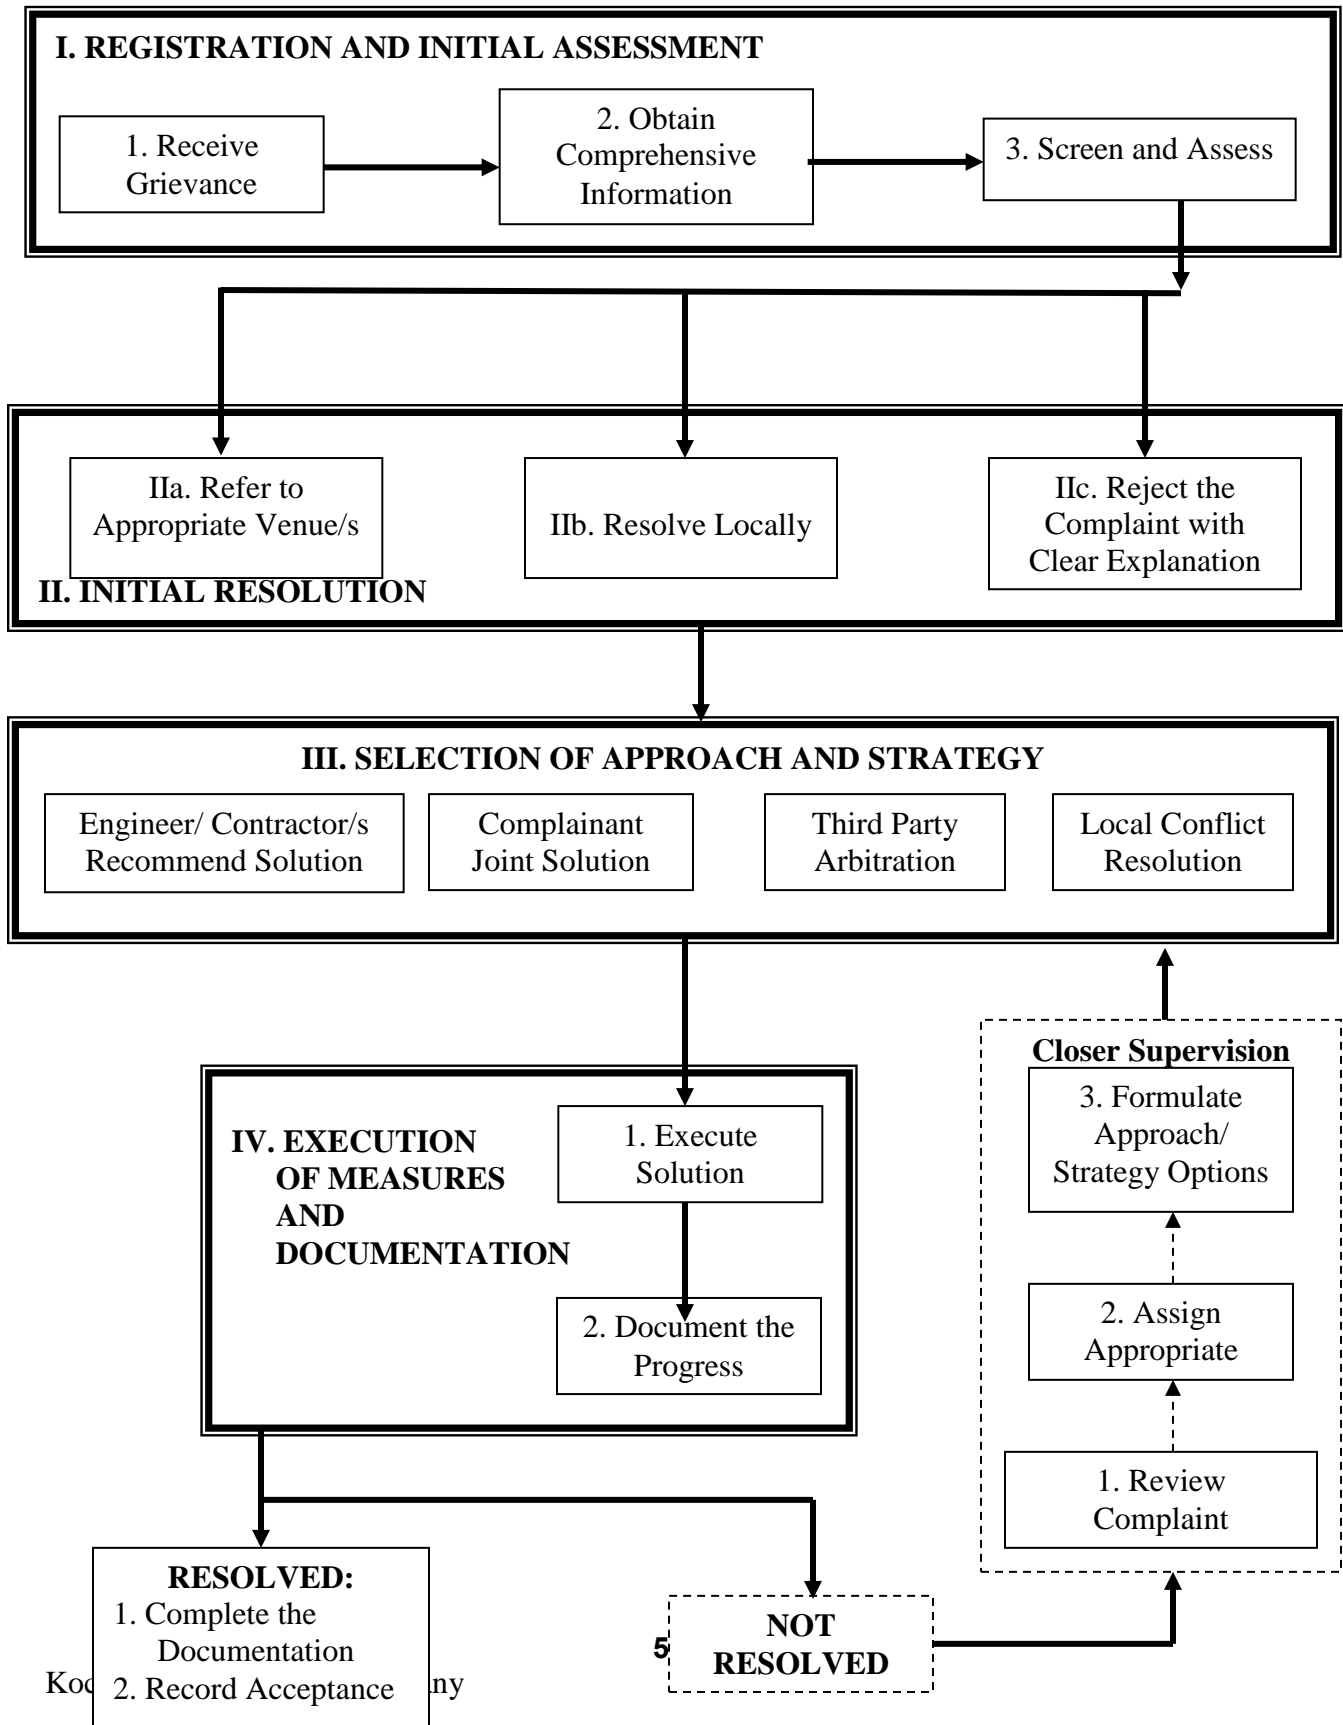 I. REGISTRATION AND INITIAL ASSESSMENT
1. Receive
Grievance
2. Obtain
Comprehensive
Information
3. Screen and Assess
IIa. Refer to
Appropriate Venue/s
IIb. Resolve Locally
IIc. Reject the
Complaint with
Clear Explanation
II. INITIAL RESOLUTION
III. SELECTION OF APPROACH AND STRATEGY
Engineer/ Contractor/s
Recommend Solution
Complainant
Joint Solution
Third Party
Arbitration
Local Conflict
Resolution
IV. EXECUTION
OF MEASURES
AND
DOCUMENTATION
1. Execute
Solution
2. Document the
Progress
Closer Supervision
3. Formulate
Approach/
Strategy Options
2. Assign
Appropriate
1. Review
Complaint
RESOLVED:
1. Complete the
Documentation
2. Record Acceptance
5
NOT
RESOLVED